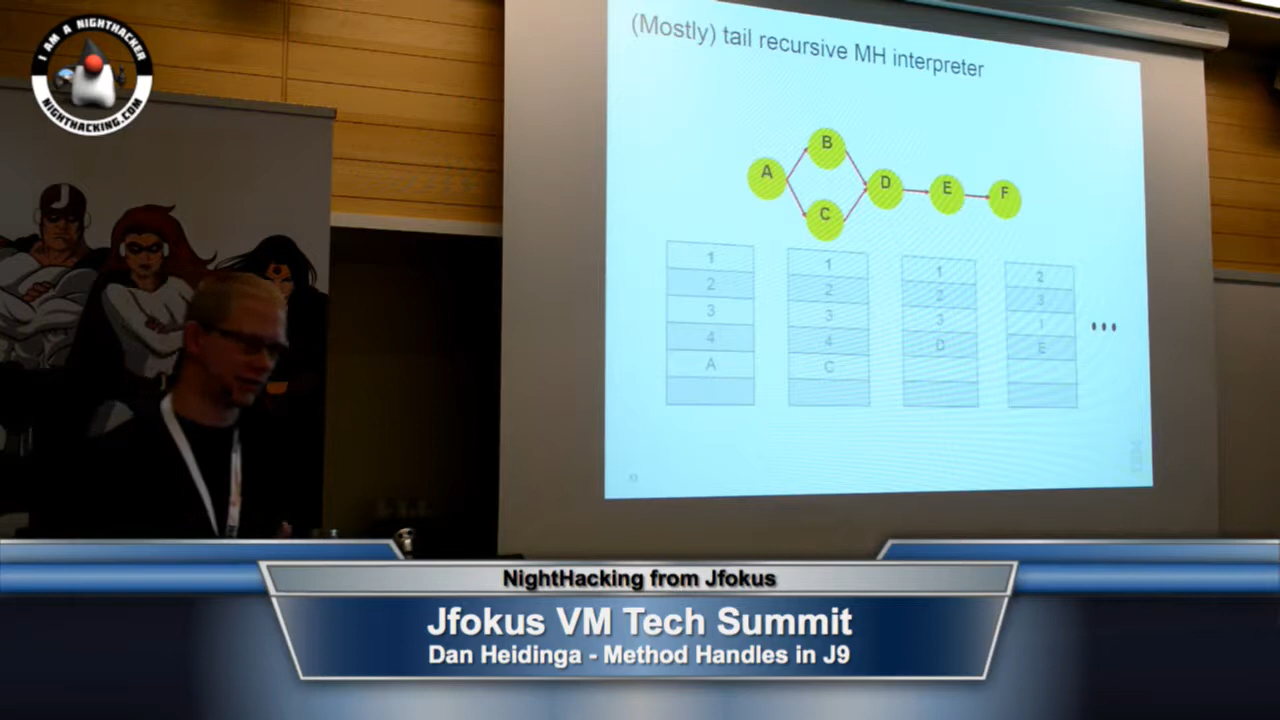 I AM A NIGHTHACKER
NIGHTHACKING.COM
(Mostly) tail recursive MH interpreter
A
B
C
D
E
F
1
2
3
4
A
1
2
3
4
C
1
2
3
D
2
3
1
E
...
IBM
NightHacking from Jfokus
Jfokus VM Tech Summit
Dan Heidinga - Method Handles in J9